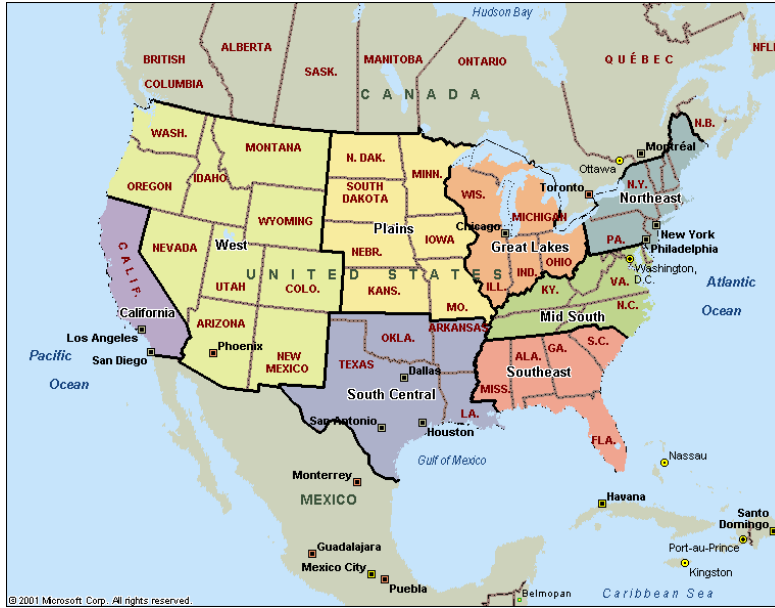 Hudson Bay
BRITISH
COLUMBIA
ALBERTA
SASK.
MANITOBA
ONTARIO
QUÉBEC
NFL
CANADA
N.B.
WASH.
MONTANA
N. DAK.
MINN.
Ottawa
Montréal
OREGON
IDAHO
SOUTH
DAKOTA
WIS.
MICHIGAN
Toronto
N.Y.
Northeast
WYOMING
Plains
Chicago
Great Lakes
New York
NEVADA
West
NEBR.
IOWA
PA.
Philadelphia
CALIF.
UNITED STATES
UTAH
COLO.
KANS.
MO.
ILL.
IND.
OHIO
KY.
VA.
Washington,
D.C.
Atlantic
Ocean
California
Los Angeles
San Diego
ARIZONA
Phoenix
NEW
MEXICO
OKLA.
ARKANSAS
Mid South
N.C.
Pacific
Ocean
TEXAS
Dallas
South Central
MISS.
ALA.
GA.
S.C.
Southeast
San Antonio
Houston
LA.
FLA.
Gulf of Mexico
Nassau
Monterrey
MEXICO
Havana
Santo
Domingo
Guadalajara
Mexico City
Puebla
Port-au-Prince
Kingston
Belmopan
Caribbean Sea
© 2001 Microsoft Corp. All rights reserved.